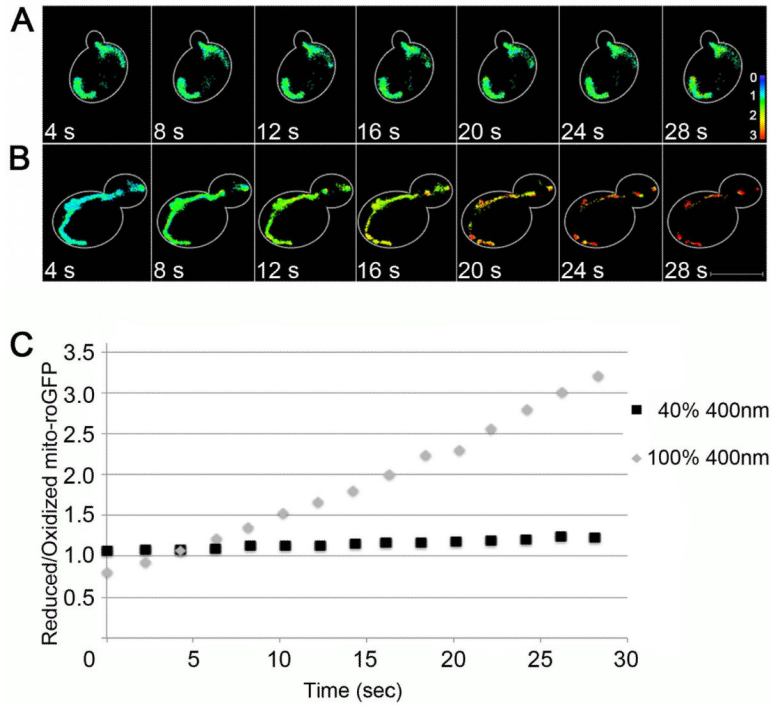 A
4 s 8 s 12 s 16 s 20 s 24 s 28 s
0
1
2
3
B
4 s 8 s 12 s 16 s 20 s 24 s 28 s
C
Reduced/Oxidized mito-roGFP
3.5
3.0
2.5
2.0
1.5
1.0
0.5
0 5 10 15 20 25 30
Time (sec)
40% 400nm
100% 400nm